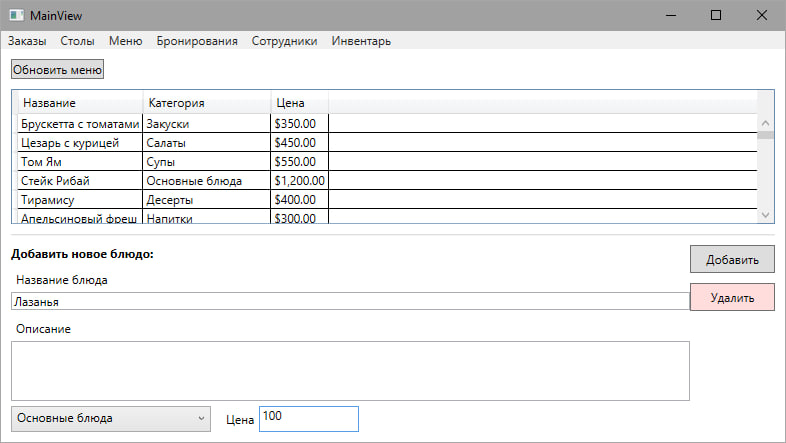 MainView
Заказы Столы Меню Бронирования Сотрудники Инвентарь
Обновить меню
Название Категория Цена
Брускетта с томатами Закуски $350.00
Цезарь с курицей Салаты $450.00
Том Ям Супы $550.00
Стейк Рибай Основные блюда $1,200.00
Тирамису Десерты $400.00
Апельсиновый фреш Напитки $300.00
Добавить новое блюдо:
Добавить
Название блюда
Удалить
Лазанья
Описание
Основные блюда Цена 100